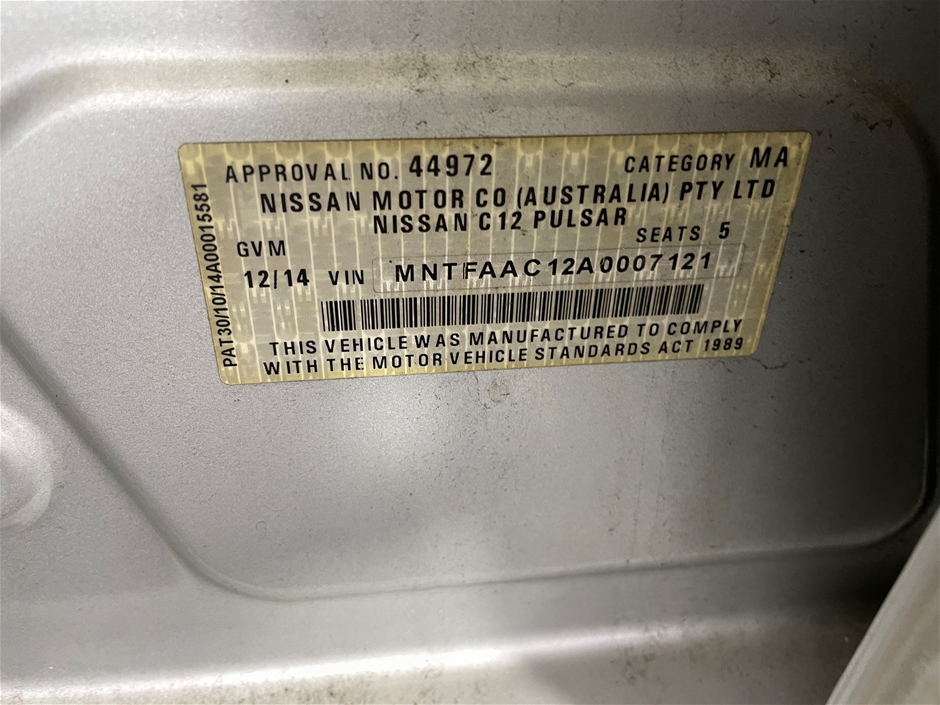 APPROVAL NO. 44972 CATEGORY MA
NISSAN MOTOR CO (AUSTRALIA) PTY LTD
NISSAN C12 PULSAR
GVM SEATS 5
12/14 VIN MNTFAAC12A0007121
THIS VEHICLE WAS MANUFACTURED TO COMPLY
WITH THE MOTOR VEHICLE STANDARDS ACT 1989
PAT30/10/14A00015581